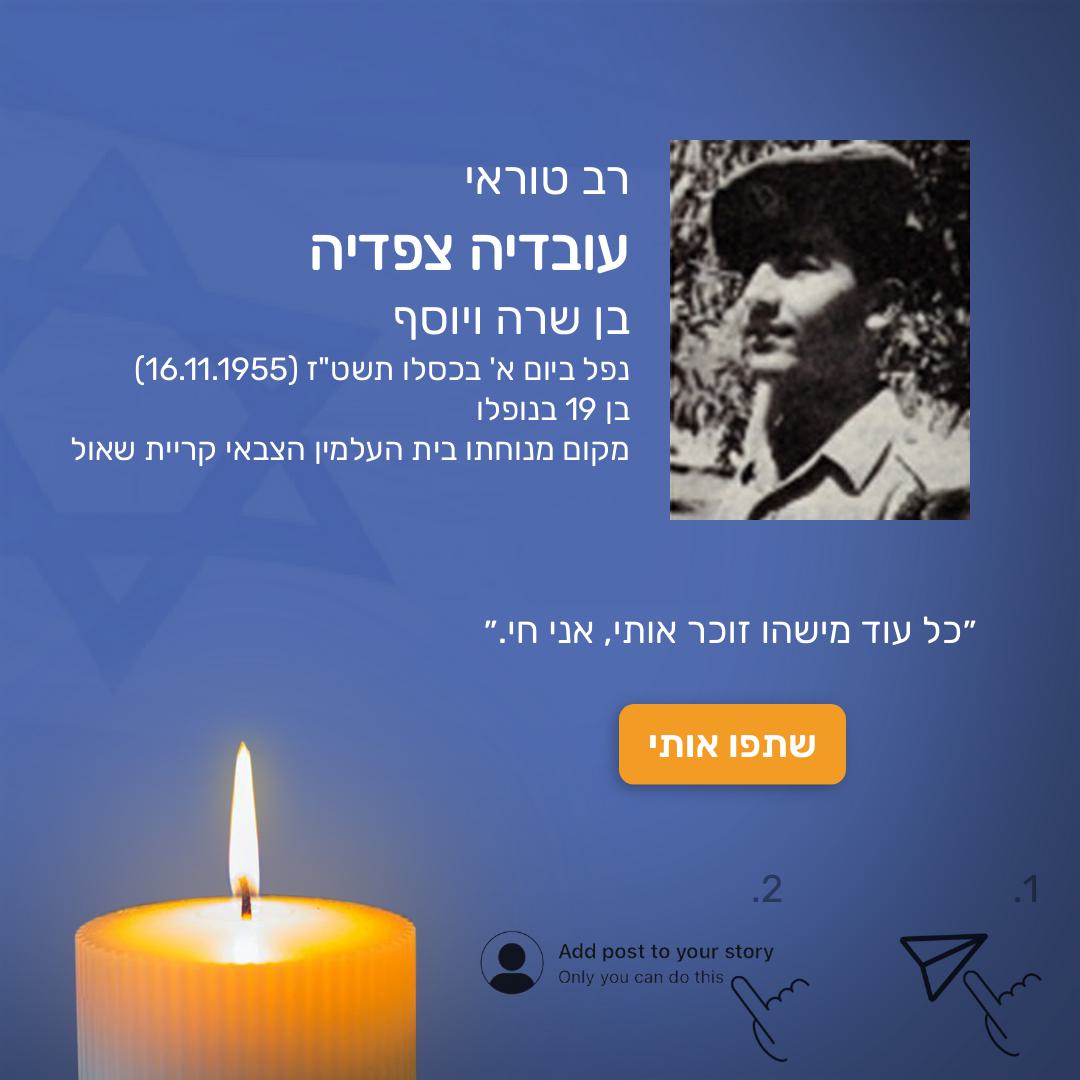 רב טוראי
עובדיה צפדיה
בן שרה ויוסף
נפל ביום א' בכסלו תשט"ז (16.11.1955)
בן 19 בנופלו
מקום מנוחתו בית העלמין הצבאי קריית שאול
״כל עוד מישהו זוכר אותי, אני חי.״
שתפו אותי
1.
2.
Add post to your story
Only you can do this